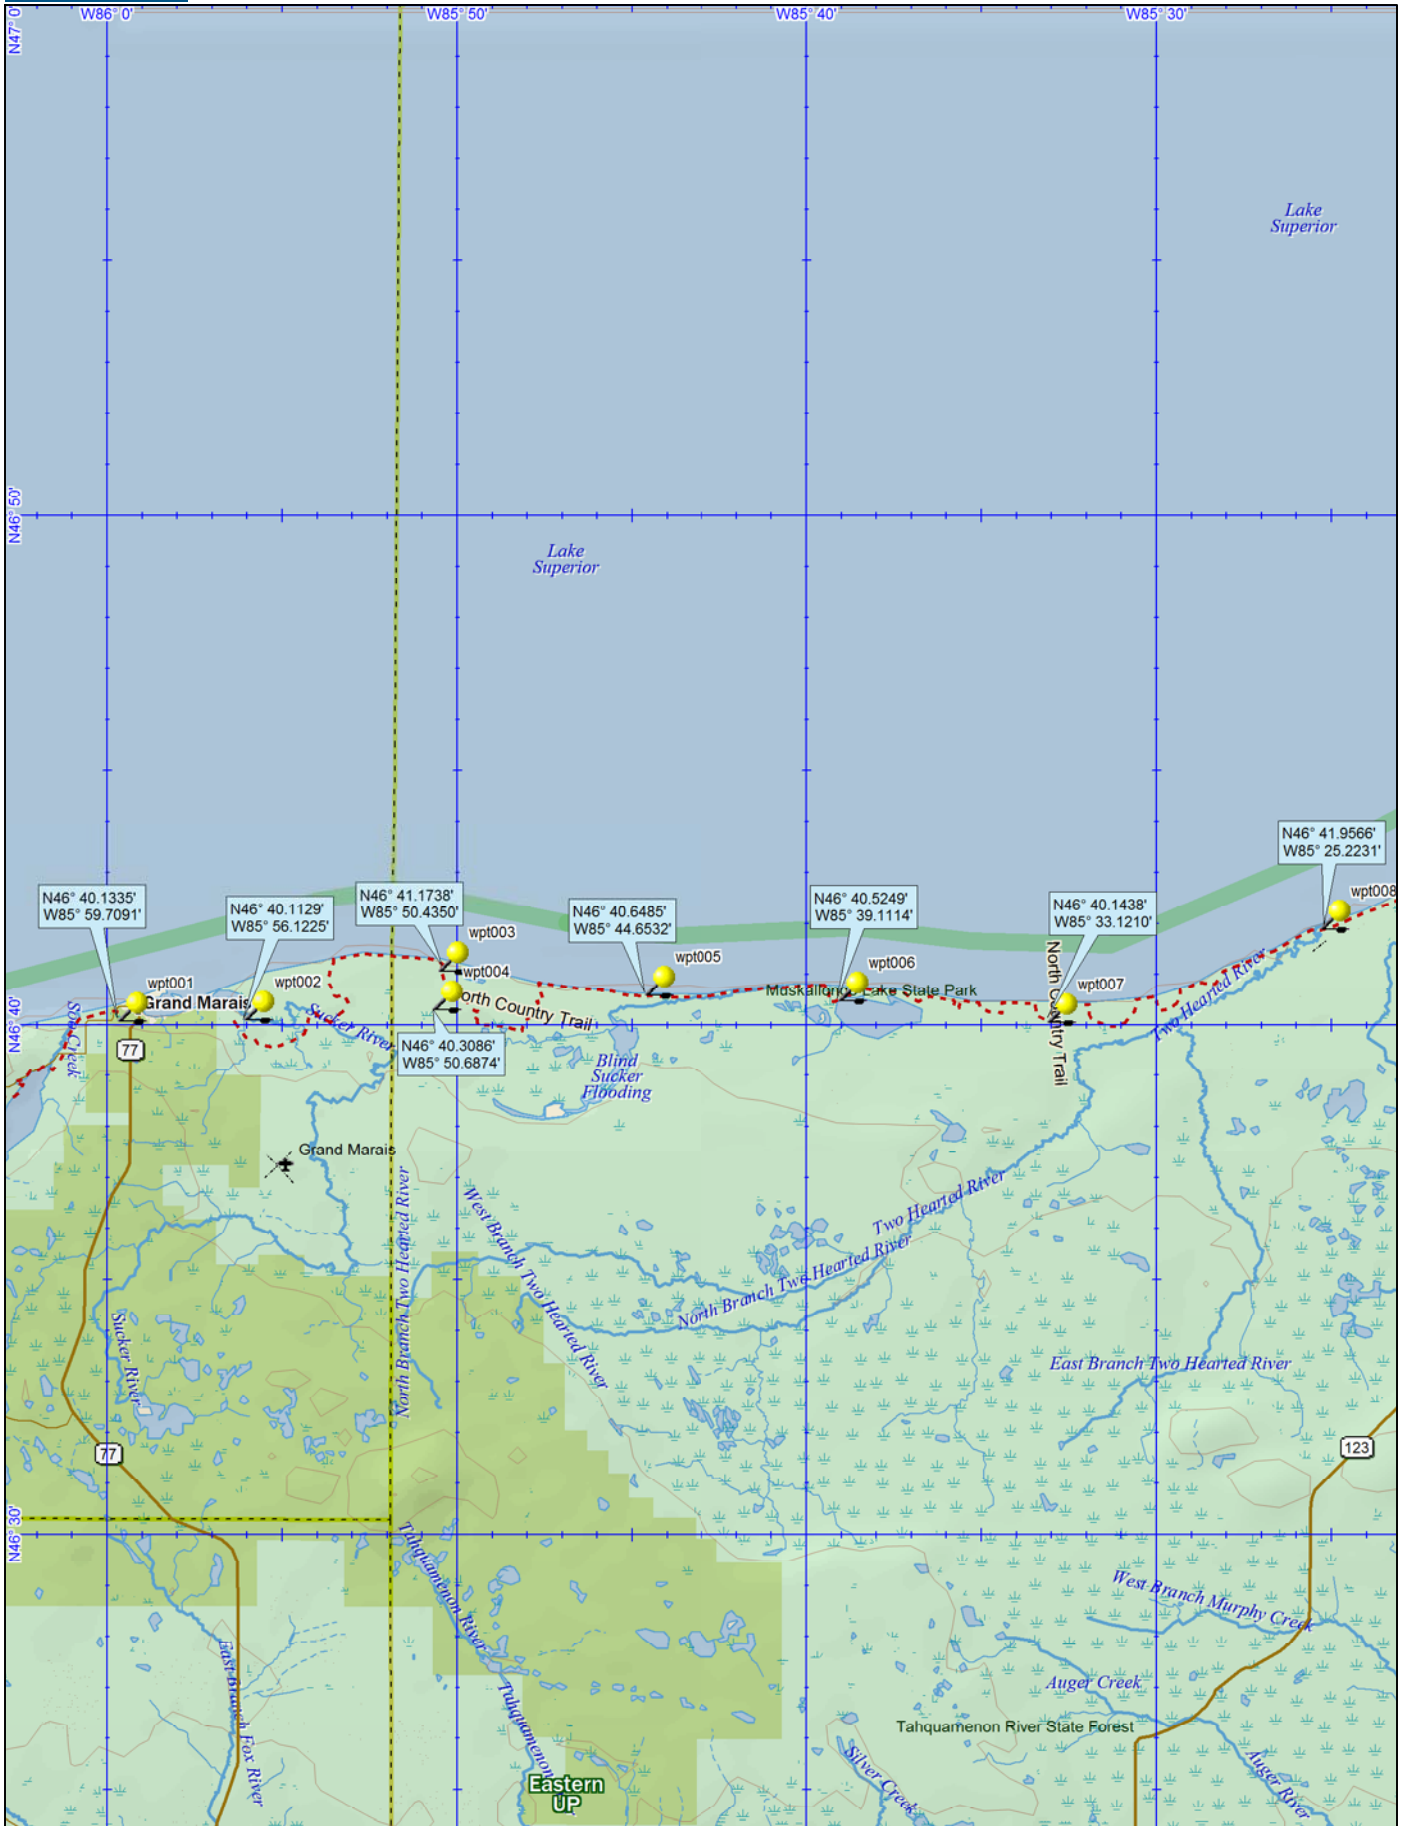 W86° 0'
W85° 50'
W85° 40'
W85° 30'
N47° 0'
Lake
Superior
N46° 50'
Lake
Superior
N46° 41.9566'
W85° 25.2231'
wpt008
N46° 40.1335'
W85° 59.7091'
N46° 40.1129'
W85° 56.1225'
N46° 41.1738'
W85° 50.4350'
N46° 40.6485'
W85° 44.6532'
N46° 40.5249'
W85° 39.1114'
N46° 40.1438'
W85° 33.1210'
wpt003
wpt001
wpt002
wpt004
wpt005
wpt006
wpt007
Grand Marais
Muskallonge Lake State Park
North Country Trail
North Country Trail
Two Hearted River
N46° 40'
Sucker River
77
N46° 40.3086'
W85° 50.6874'
Blind
Sucker
Flooding
Grand Marais
North Branch Two Hearted River
West Branch Two Hearted River
Two Hearted River
North Branch Two Hearted River
Sucker River
East Branch Two Hearted River
77
123
N46° 30'
Tahquamenon River
West Branch Murphy Creek
East Branch Fox River
Auger Creek
Tahquamenon
Tahquamenon River State Forest
Silver Creek
Auger River
Eastern
UP